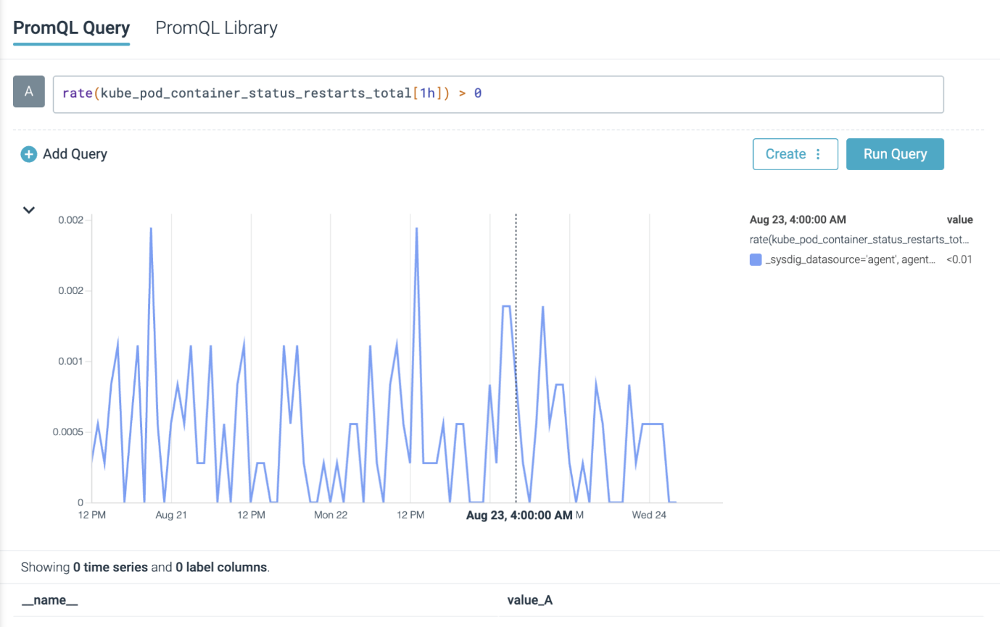 PromQL Query PromQL Library
A rate(kube_pod_container_status_restarts_total[1h]) > 0
Add Query Create Run Query
0.002
0.002
0.001
0.0005
0
12 PM Aug 21 12 PM Mon 22 12 PM Aug 23, 4:00:00 AM M Wed 24
Aug 23, 4:00:00 AM value
rate(kube_pod_container_status_restarts_tot...
_sysdig_datasource='agent', agent... <0.01
Showing 0 time series and 0 label columns.
__name__ value_A